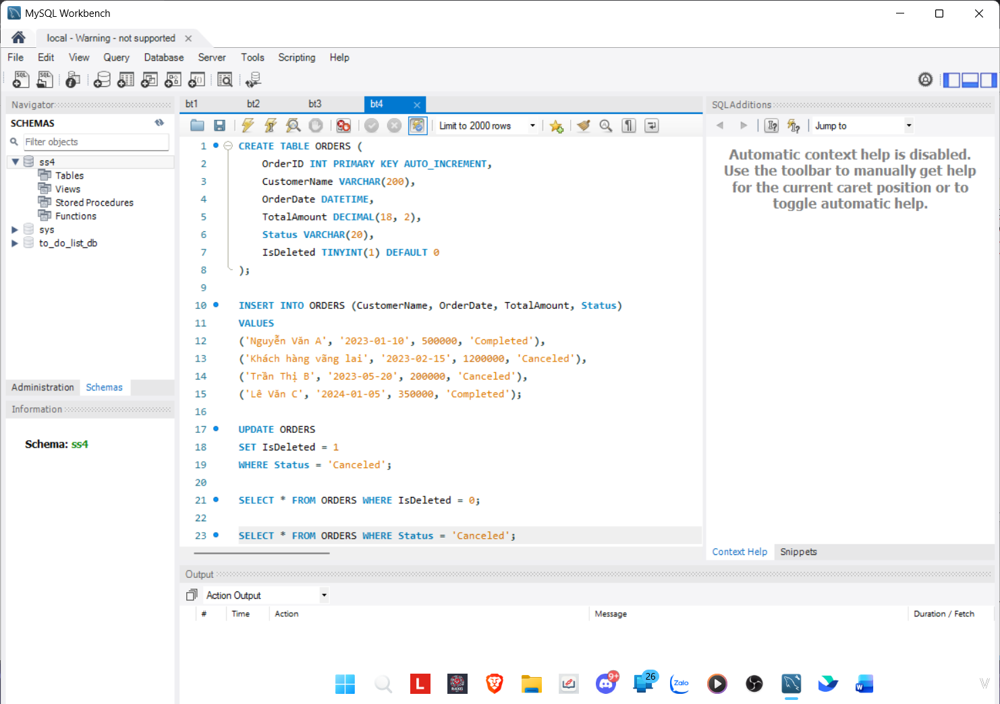 MySQL Workbench
local - Warning - not supported
File Edit View Query Database Server Tools Scripting Help
Navigator
SCHEMAS
Filter objects
ss4
Tables
Views
Stored Procedures
Functions
sys
to_do_list_db
Administration Schemas
Information
Schema: ss4
bt1 bt2 bt3 bt4
Limit to 2000 rows
1 CREATE TABLE ORDERS (
2 OrderID INT PRIMARY KEY AUTO_INCREMENT,
3 CustomerName VARCHAR(200),
4 OrderDate DATETIME,
5 TotalAmount DECIMAL(18, 2),
6 Status VARCHAR(20),
7 IsDeleted TINYINT(1) DEFAULT 0
8 );
9
10 INSERT INTO ORDERS (CustomerName, OrderDate, TotalAmount, Status)
11 VALUES
12 ('Nguyễn Văn A', '2023-01-10', 500000, 'Completed'),
13 ('Khách hàng vãng lai', '2023-02-15', 1200000, 'Canceled'),
14 ('Trần Thị B', '2023-05-20', 200000, 'Canceled'),
15 ('Lê Văn C', '2024-01-05', 350000, 'Completed');
16
17 UPDATE ORDERS
18 SET IsDeleted = 1
19 WHERE Status = 'Canceled';
20
21 SELECT * FROM ORDERS WHERE IsDeleted = 0;
22
23 SELECT * FROM ORDERS WHERE Status = 'Canceled';
SQLAdditions
Jump to
Automatic context help is disabled.
Use the toolbar to manually get help
for the current caret position or to
toggle automatic help.
Context Help Snippets
Output
Action Output
# Time Action Message Duration / Fetch
L
9+
26
Zalo
W